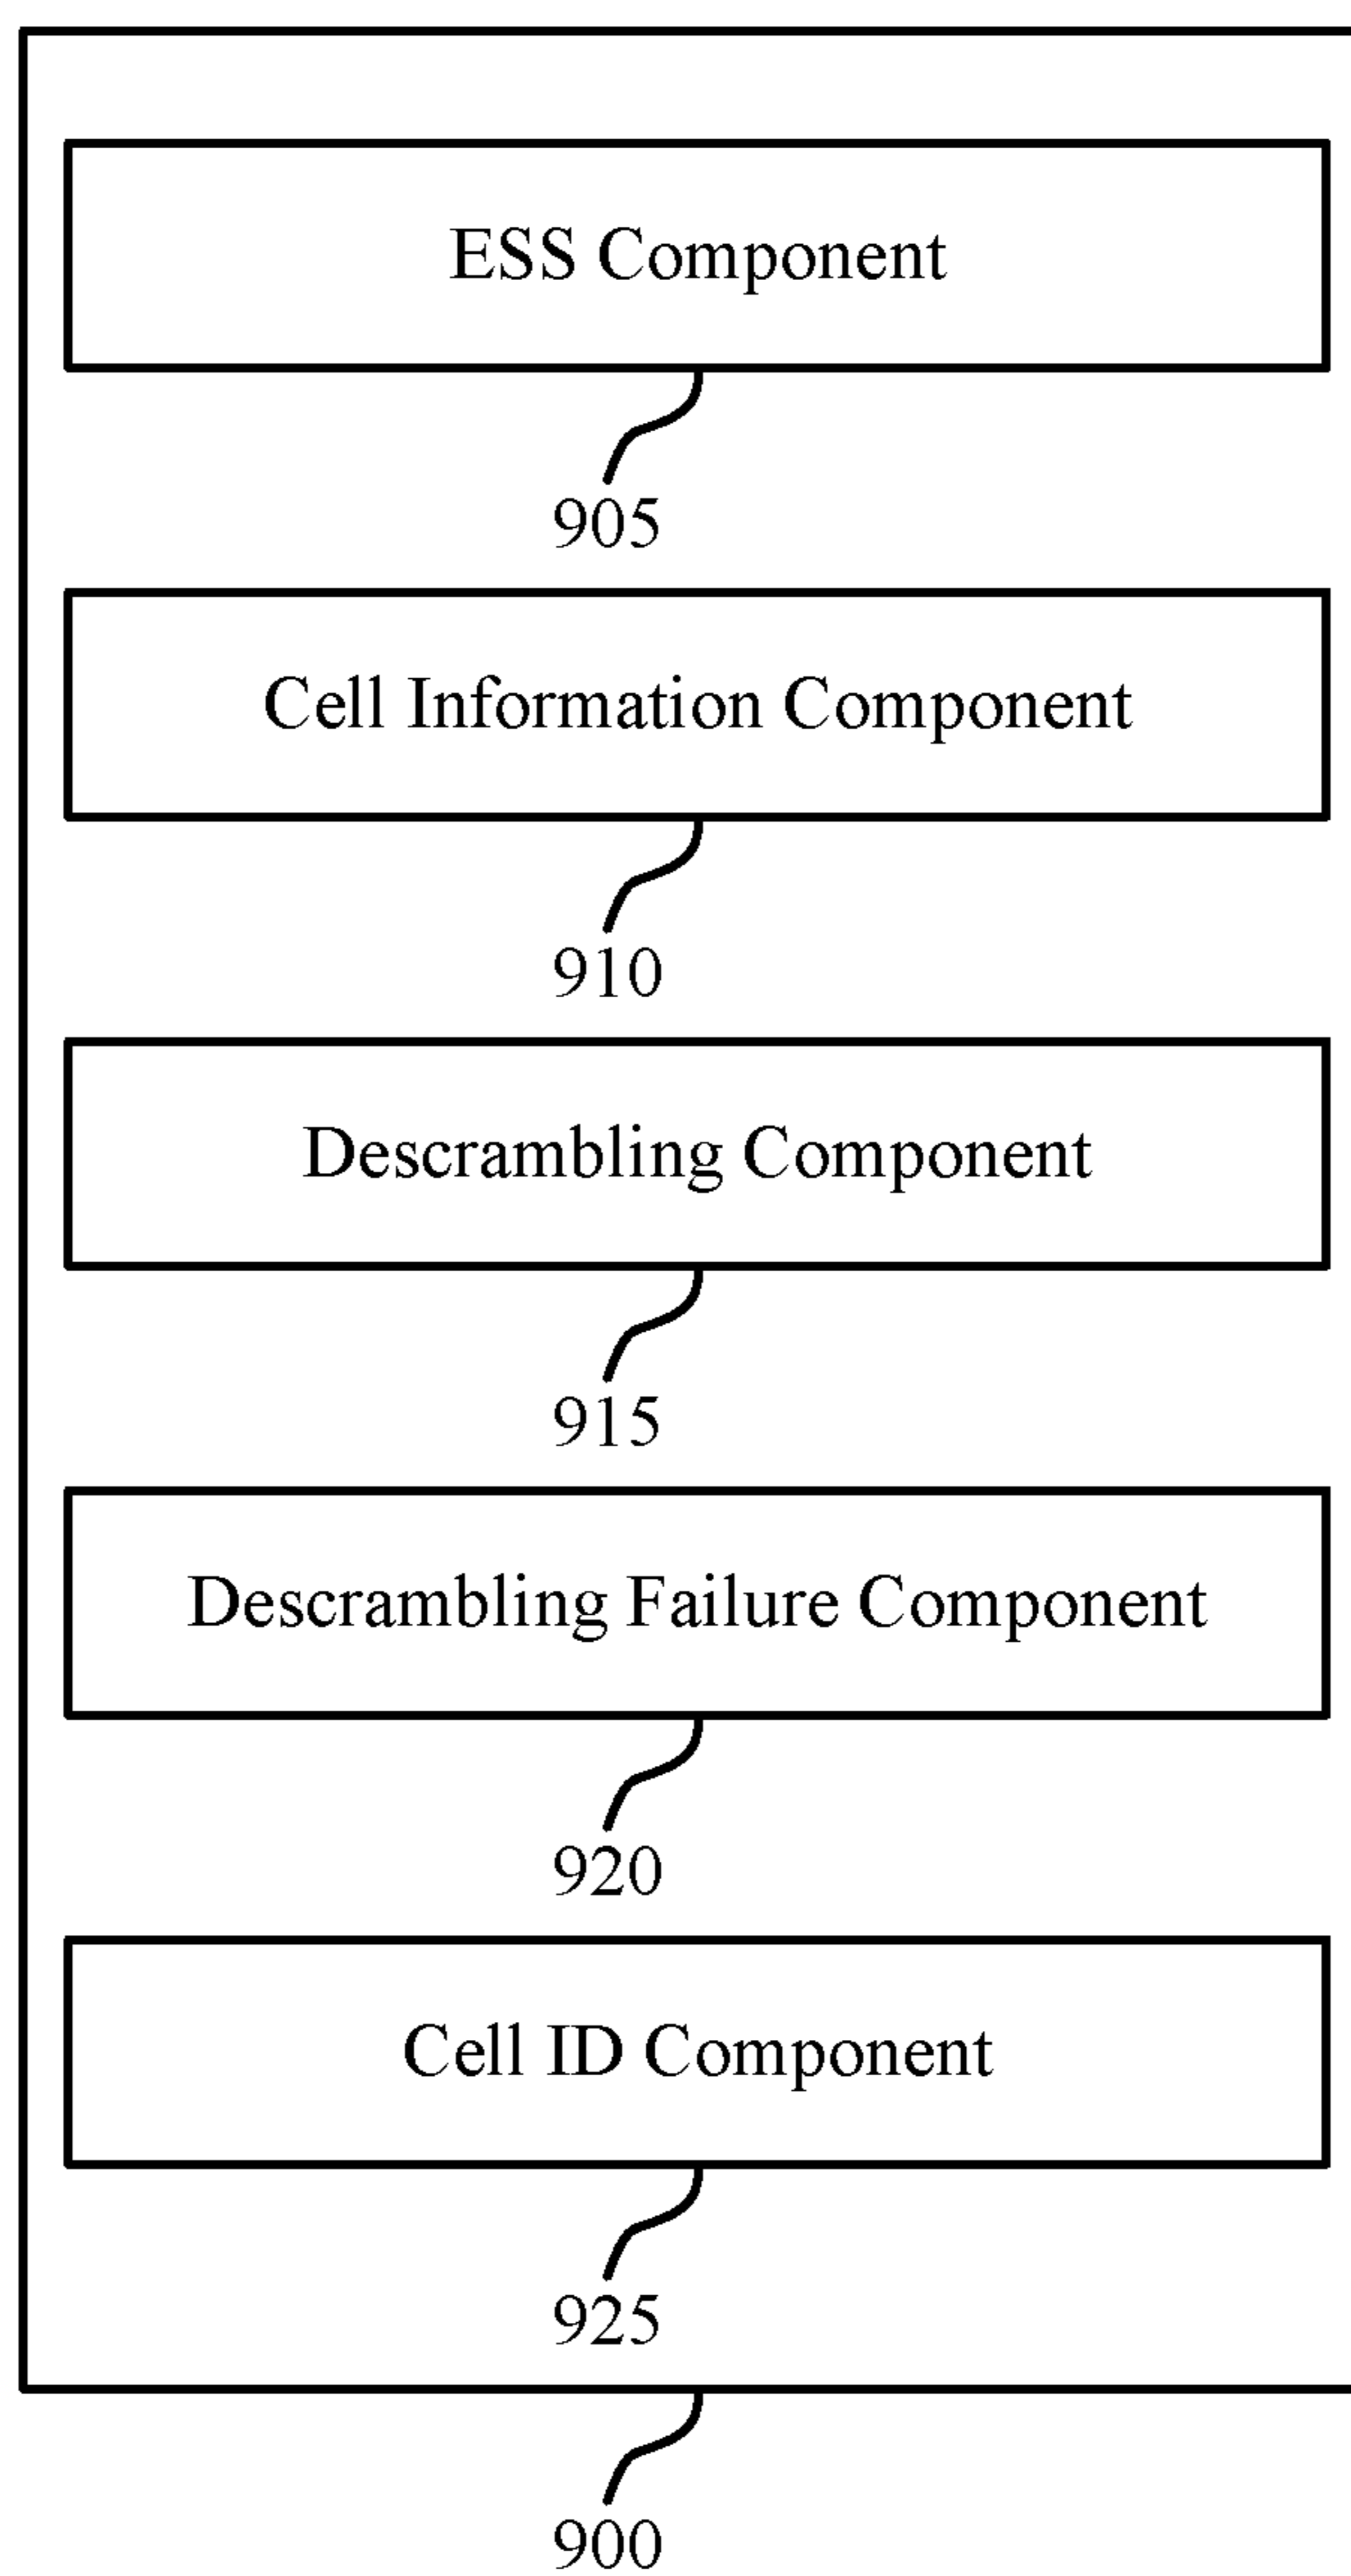 ESS Component
905
Cell Information Component
910
Descrambling Component
915
Descrambling Failure Component
920
Cell ID Component
925
900